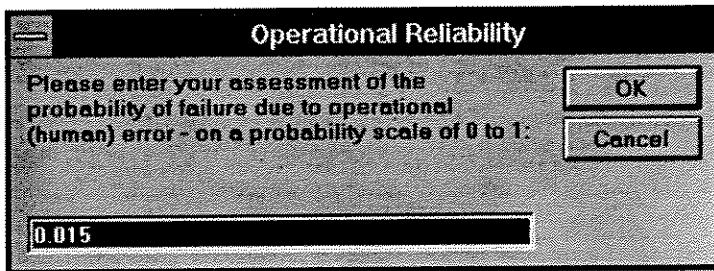 Operational Reliability
Please enter your assessment of the
probability of failure due to operational
(human) error - on a probability scale of 0 to 1:
OK
Cancel
0.015